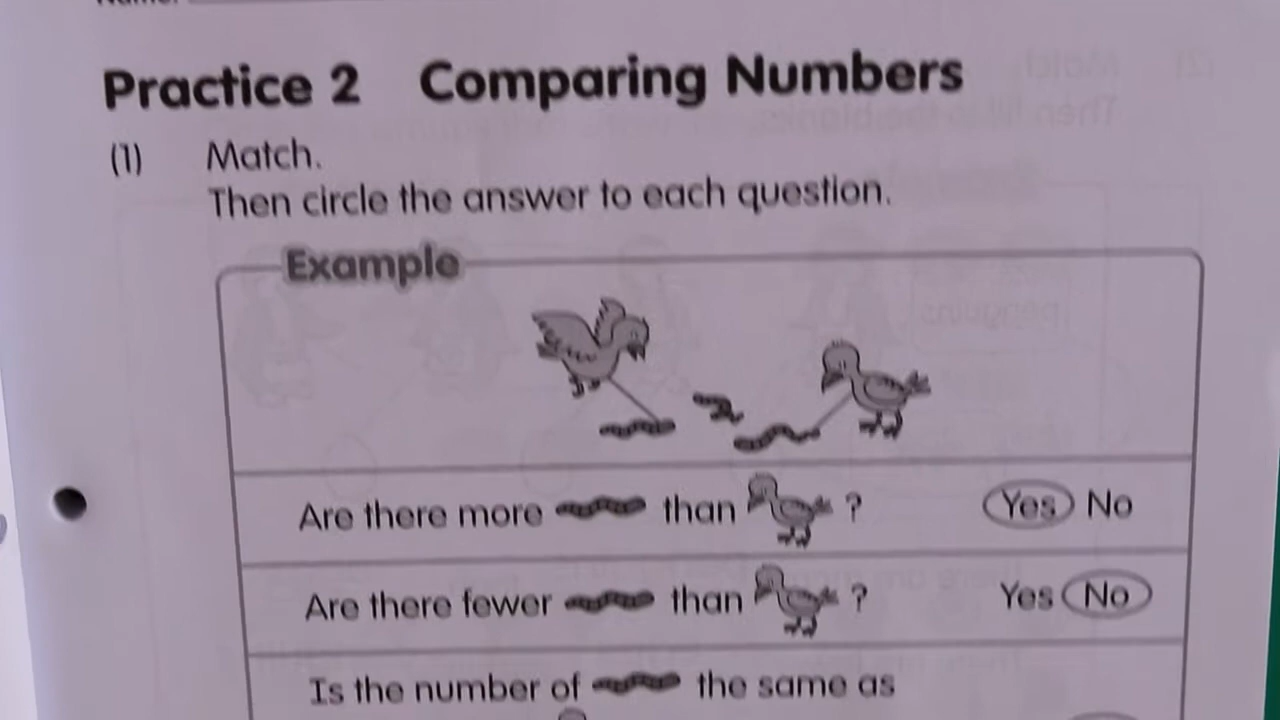 Practice 2 Comparing Numbers
(1) Match.
Then circle the answer to each question.
Example
Are there more than ? Yes No
Are there fewer than ? Yes No
Is the number of the same as